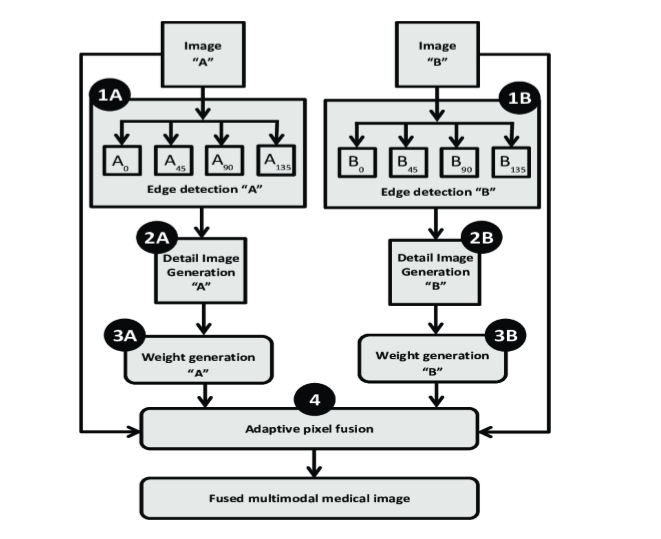 Image
“A”
Image
“B”
1A
1B
A0
A45
A90
A135
Edge detection “A”
B0
B45
B90
B135
Edge detection “B”
2A
2B
Detail Image
Generation
“A”
Detail Image
Generation
“B”
3A
3B
Weight generation
“A”
Weight generation
“B”
4
Adaptive pixel fusion
Fused multimodal medical image